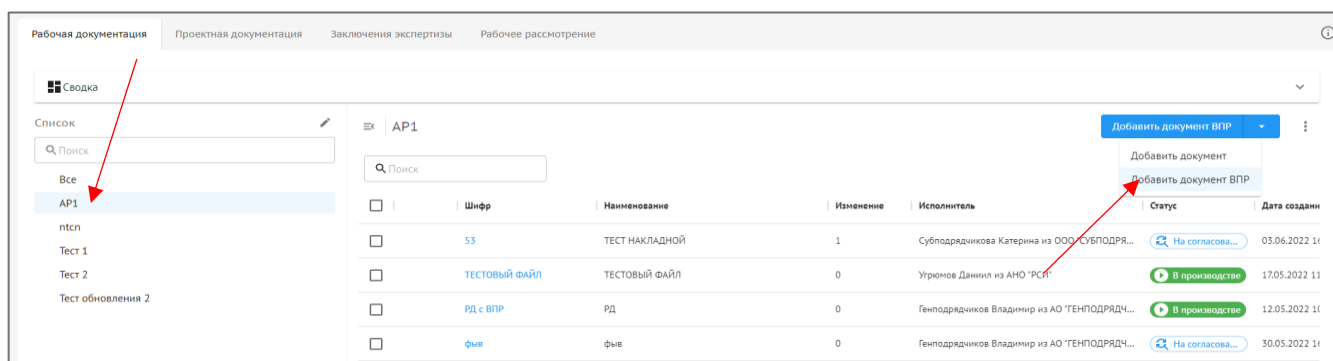 Рабочая документация Проектная документация Заключения экспертизы Рабочее рассмотрение
Сводка
Список
АР1
Добавить документ ВПР
Поиск
Добавить документ
Поиск
Все
Добавить документ ВПР
АР1
Шифр Наименование Изменение Исполнитель Статус Дата создани
ntcn
53 ТЕСТ НАКЛАДНОЙ 1 Субподрядчикова Катерина из ООО "СУБПОДРЯ... На согласова... 03.06.2022 1
Тест 1
Тест 2
ТЕСТОВЫЙ ФАЙЛ ТЕСТОВЫЙ ФАЙЛ 0 Угрюмов Даниил из АНО "РСИ" В производстве 17.05.2022 11
Тест обновления 2
РД с ВПР РД 0 Генподрядчиков Владимир из АО "ГЕНПОДРЯДЧ... В производстве 12.05.2022 1
фыв фыв 0 Генподрядчиков Владимир из АО "ГЕНПОДРЯДЧ... На согласова... 30.05.2022 1